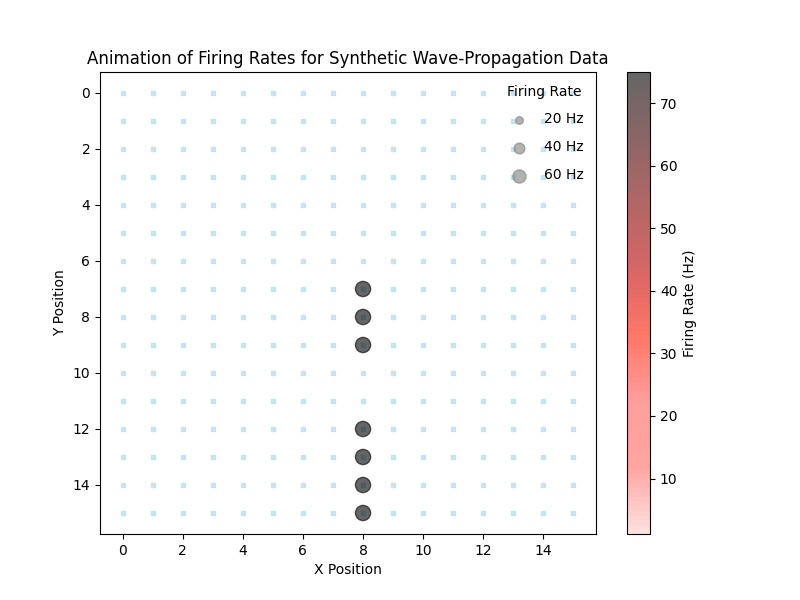 Animation of Firing Rates for Synthetic Wave-Propagation Data
Firing Rate
20 Hz
40 Hz
60 Hz
0
2
4
6
8
10
12
14
Y Position
0 2 4 6 8 10 12 14
X Position
70
60
50
40
30
20
10
Firing Rate (Hz)